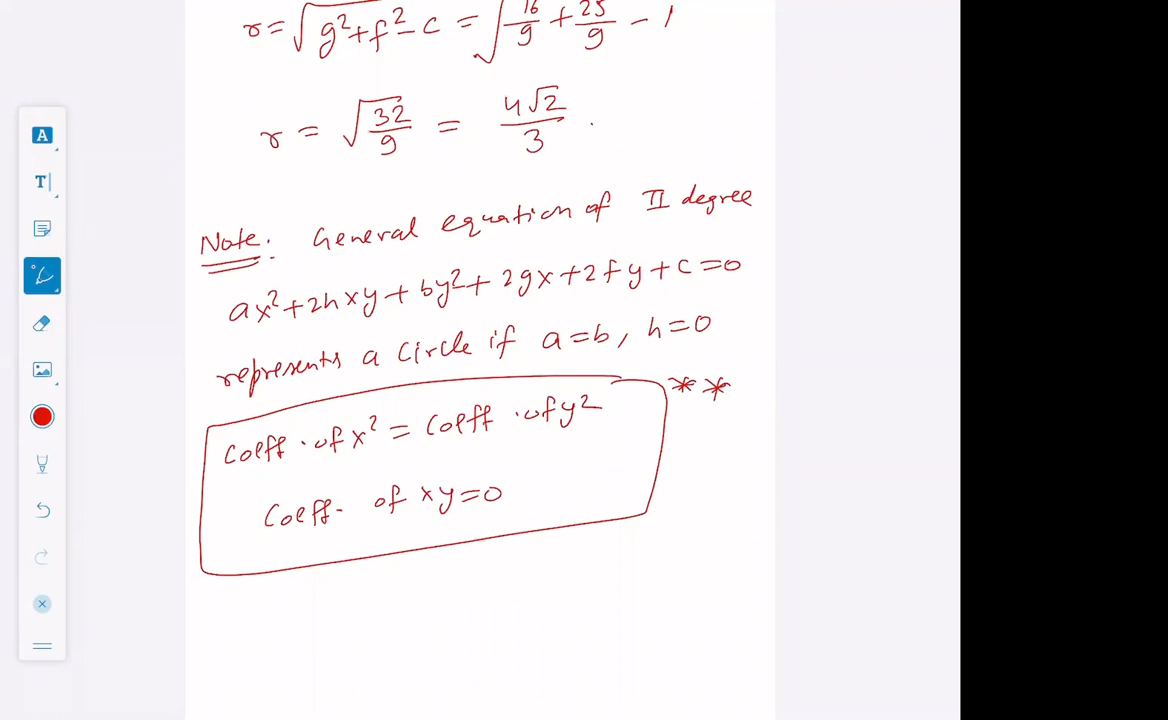 r = √(g²+f²-c) = √(16/9 + 25/9 - 1)
r = √(32/9) = 4√2/3 .
Note: General equation of II degree
ax²+2hxy+by²+2gx+2fy+c=0
represents a Circle if a=b, h=0
**
Coeff. of x² = Coeff. of y²
Coeff. of xy=0
A
T